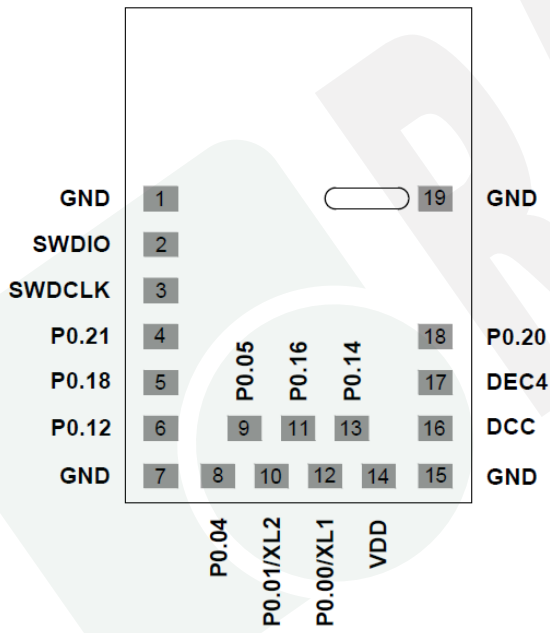 GND 1 19 GND
SWDIO 2
SWDCLK 3
P0.21 4 18 P0.20
P0.18 5 P0.05 P0.16 P0.14 17 DEC4
P0.12 6 9 11 13 16 DCC
GND 7 8 10 12 14 15 GND
P0.04 P0.01/XL2 P0.00/XL1 VDD